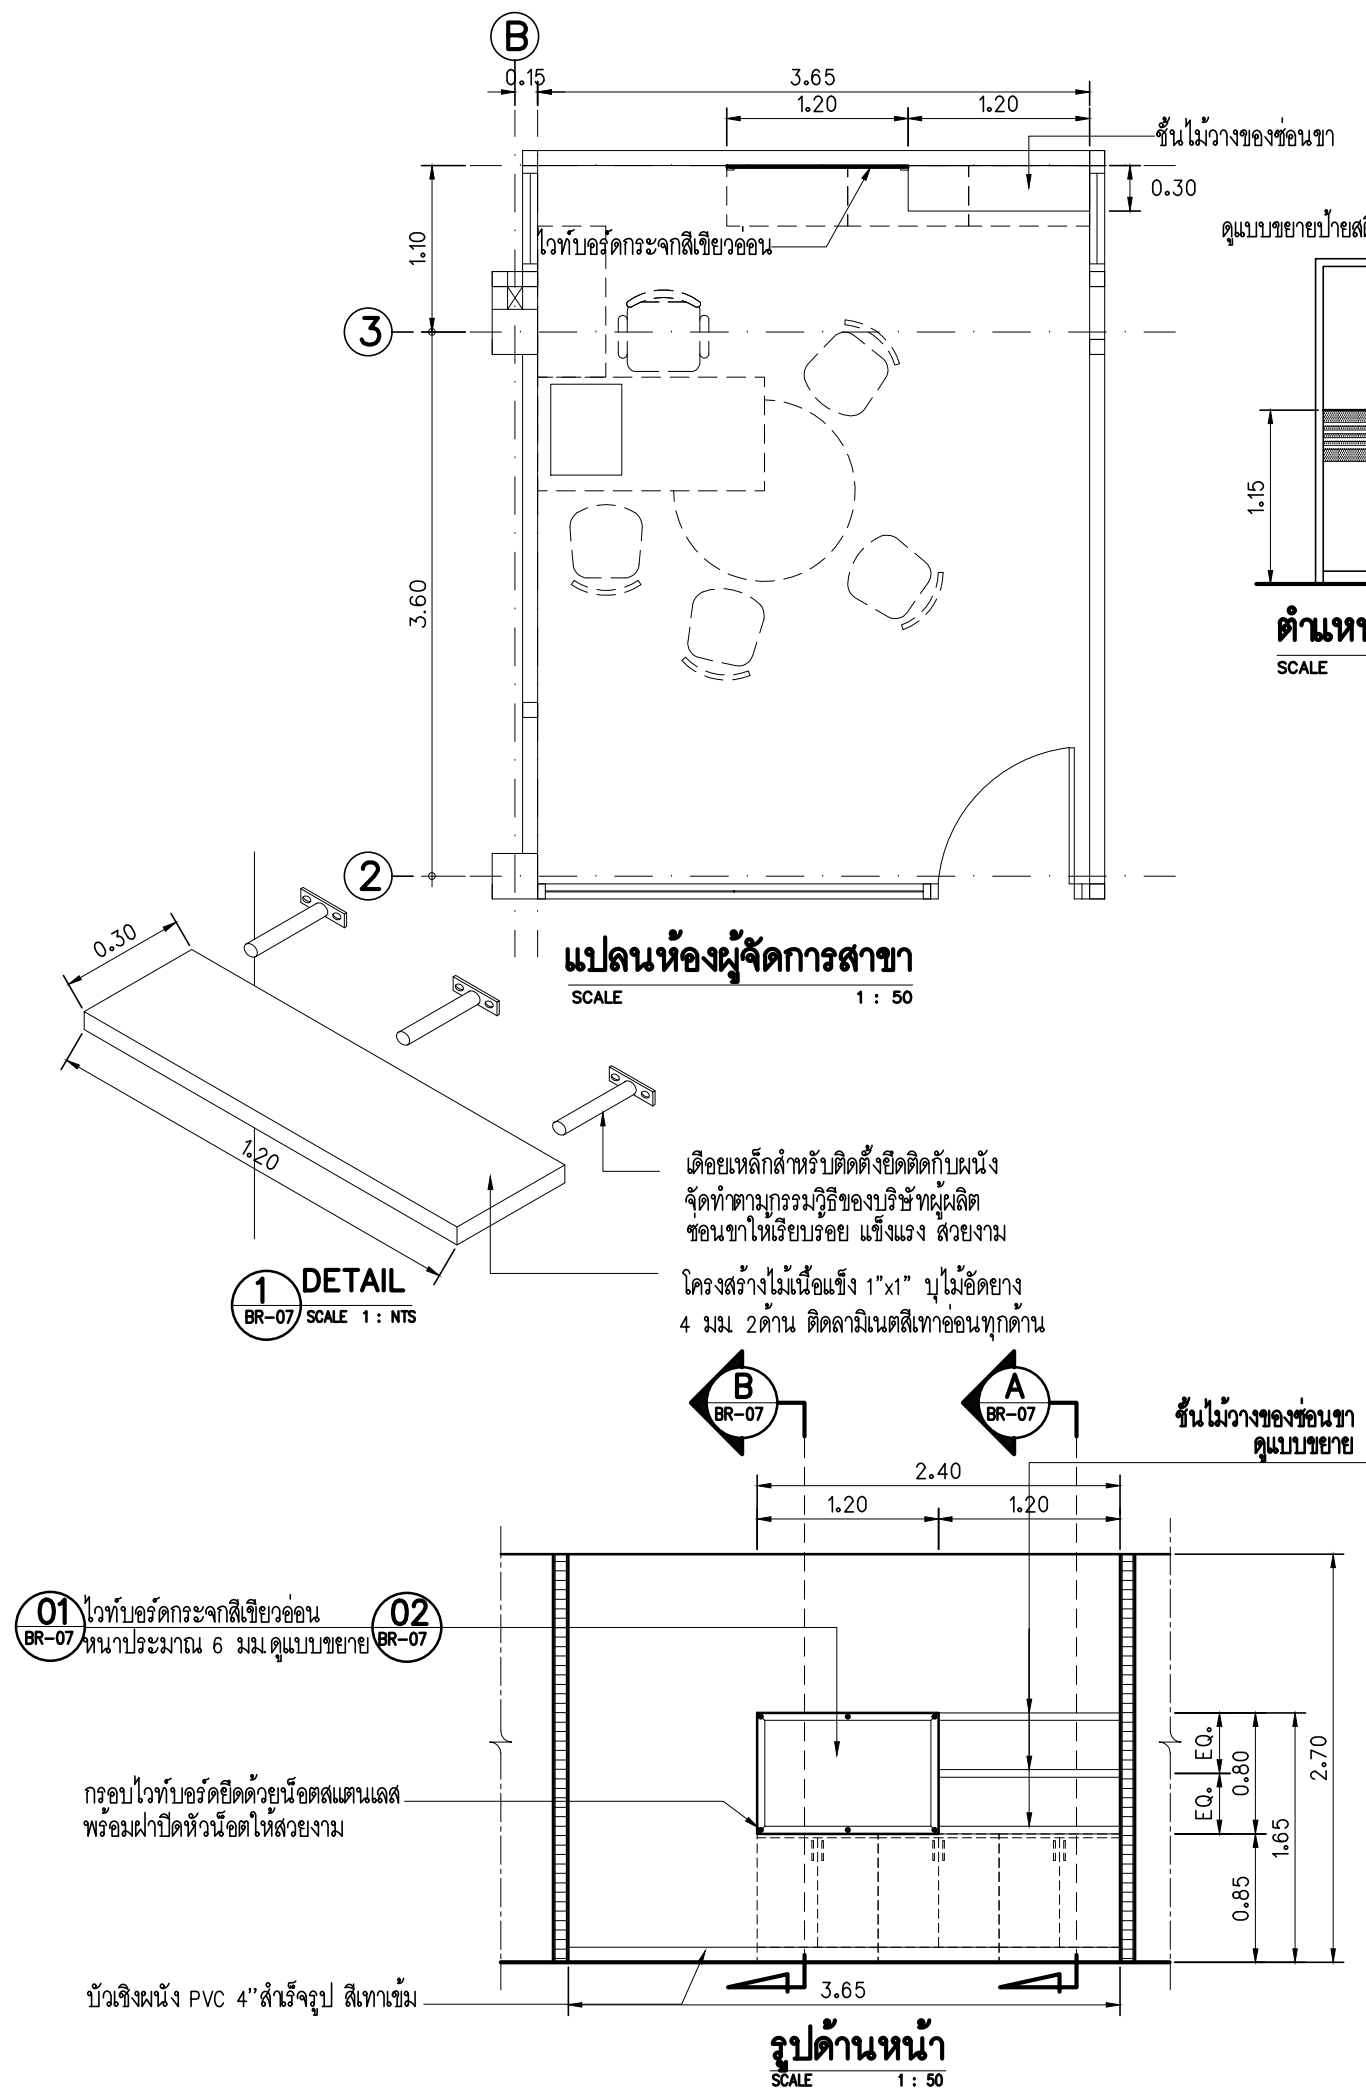 B
0.15
3.65
1.20
1.20
ชั้นไม้วางของซ่อนขา
0.30
1.10
ไวท์บอร์ดกระจกสีเขียวออน
3
3.60
2
ดูแบบขยายป้ายสติ
1.15
SCALE
แปลนห้องผู้จัดการสาขา
SCALE 1 : 50
0.30
1.20
เดือยเหล็กสำหรับติดตั้งยึดติดกับผนัง
จัดทำตามกรรมวิธีของบริษัทผู้ผลิต
ซ่อนขาให้เรียบร้อย แข็งแรง สวยงาม
โครงสร้างไม้เนื้อแข็ง 1”x1” บุไม้อัดยาง
4 มม. 2ด้าน ติดลามิเนตสีเทาอ่อนทุกด้าน
1
BR-07
DETAIL
SCALE 1 : NTS
B
BR-07
A
BR-07
ชั้นไม้วางของซ่อนขา
ดูแบบขยาย
2.40
1.20
1.20
01
BR-07
ไวท์บอร์ดกระจกสีเขียวอ่อน
หนาประมาณ 6 มม.ดูแบบขยาย
02
BR-07
กรอบไวท์บอร์ดยึดด้วยน็อตสแตนเลส
พร้อมฝาปิดหัวน็อตให้สวยงาม
EQ.
EQ.
0.80
0.85
1.65
2.70
บัวเชิงผนัง PVC 4”สำเร็จรูป สีเทาเข้ม
3.65
รูปด้านหน้า
SCALE 1 : 50